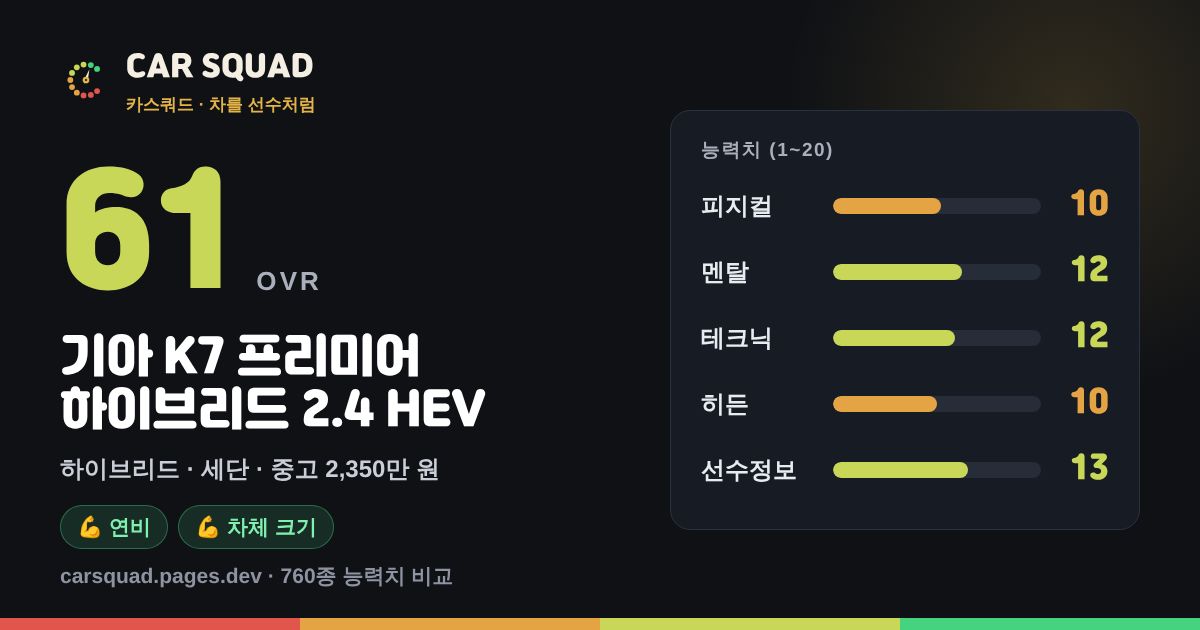 CAR SQUAD
카스쿼드 · 차를 선수처럼
61 OVR
기아 K7 프리미어
하이브리드 2.4 HEV
하이브리드 · 세단 · 중고 2,350만 원
💪 연비 💪 차체 크기
carsquad.pages.dev · 760종 능력치 비교
능력치 (1~20)
피지컬 10
멘탈 12
테크닉 12
히든 10
선수정보 13